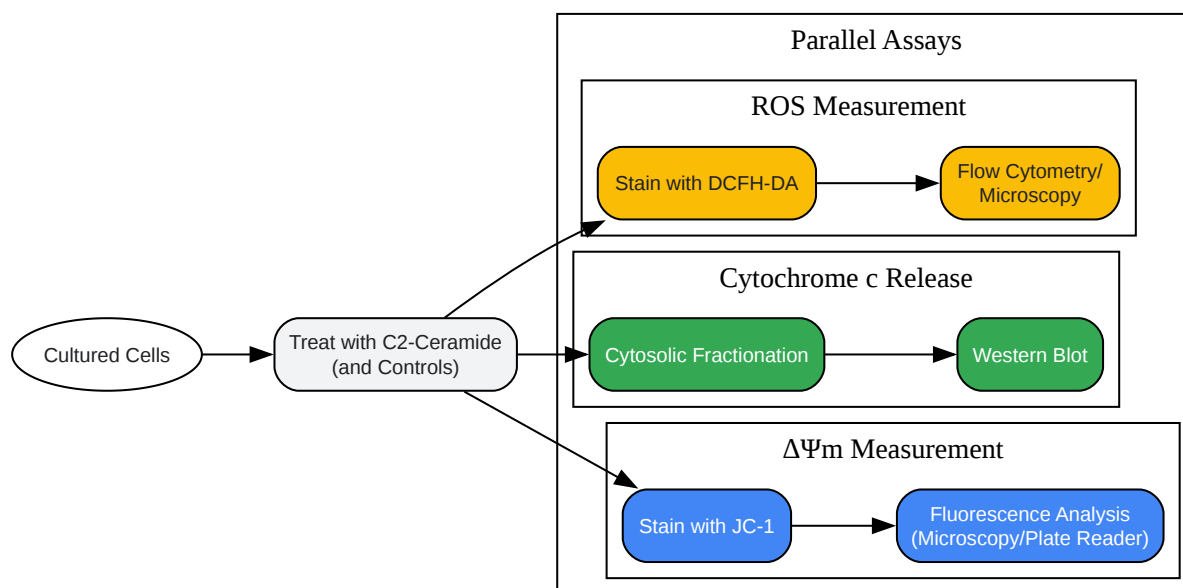 Parallel Assays
ROS Measurement
Stain with DCFH-DA
Flow Cytometry/
Microscopy
Cytochrome c Release
Cultured Cells
Treat with C2-Ceramide
(and Controls)
Cytosolic Fractionation
Western Blot
ΔΨm Measurement
Stain with JC-1
Fluorescence Analysis
(Microscopy/Plate Reader)